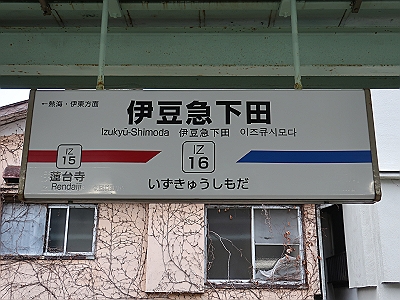 ←熱海・伊東方面
伊豆急下田
Izukyū-Shimoda 伊豆急下田 이즈큐시모다
IZ
15
IZ
16
蓮台寺
Rendaiji
いずきゅうしもだ